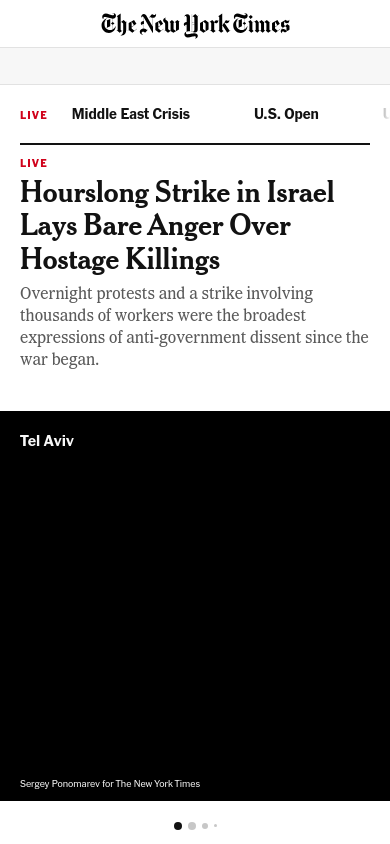 The New York Times
LIVE Middle East Crisis U.S. Open
LIVE
Hourslong Strike in Israel
Lays Bare Anger Over
Hostage Killings
Overnight protests and a strike involving
thousands of workers were the broadest
expressions of anti-government dissent since the
war began.
Tel Aviv
Sergey Ponomarev for The New York Times